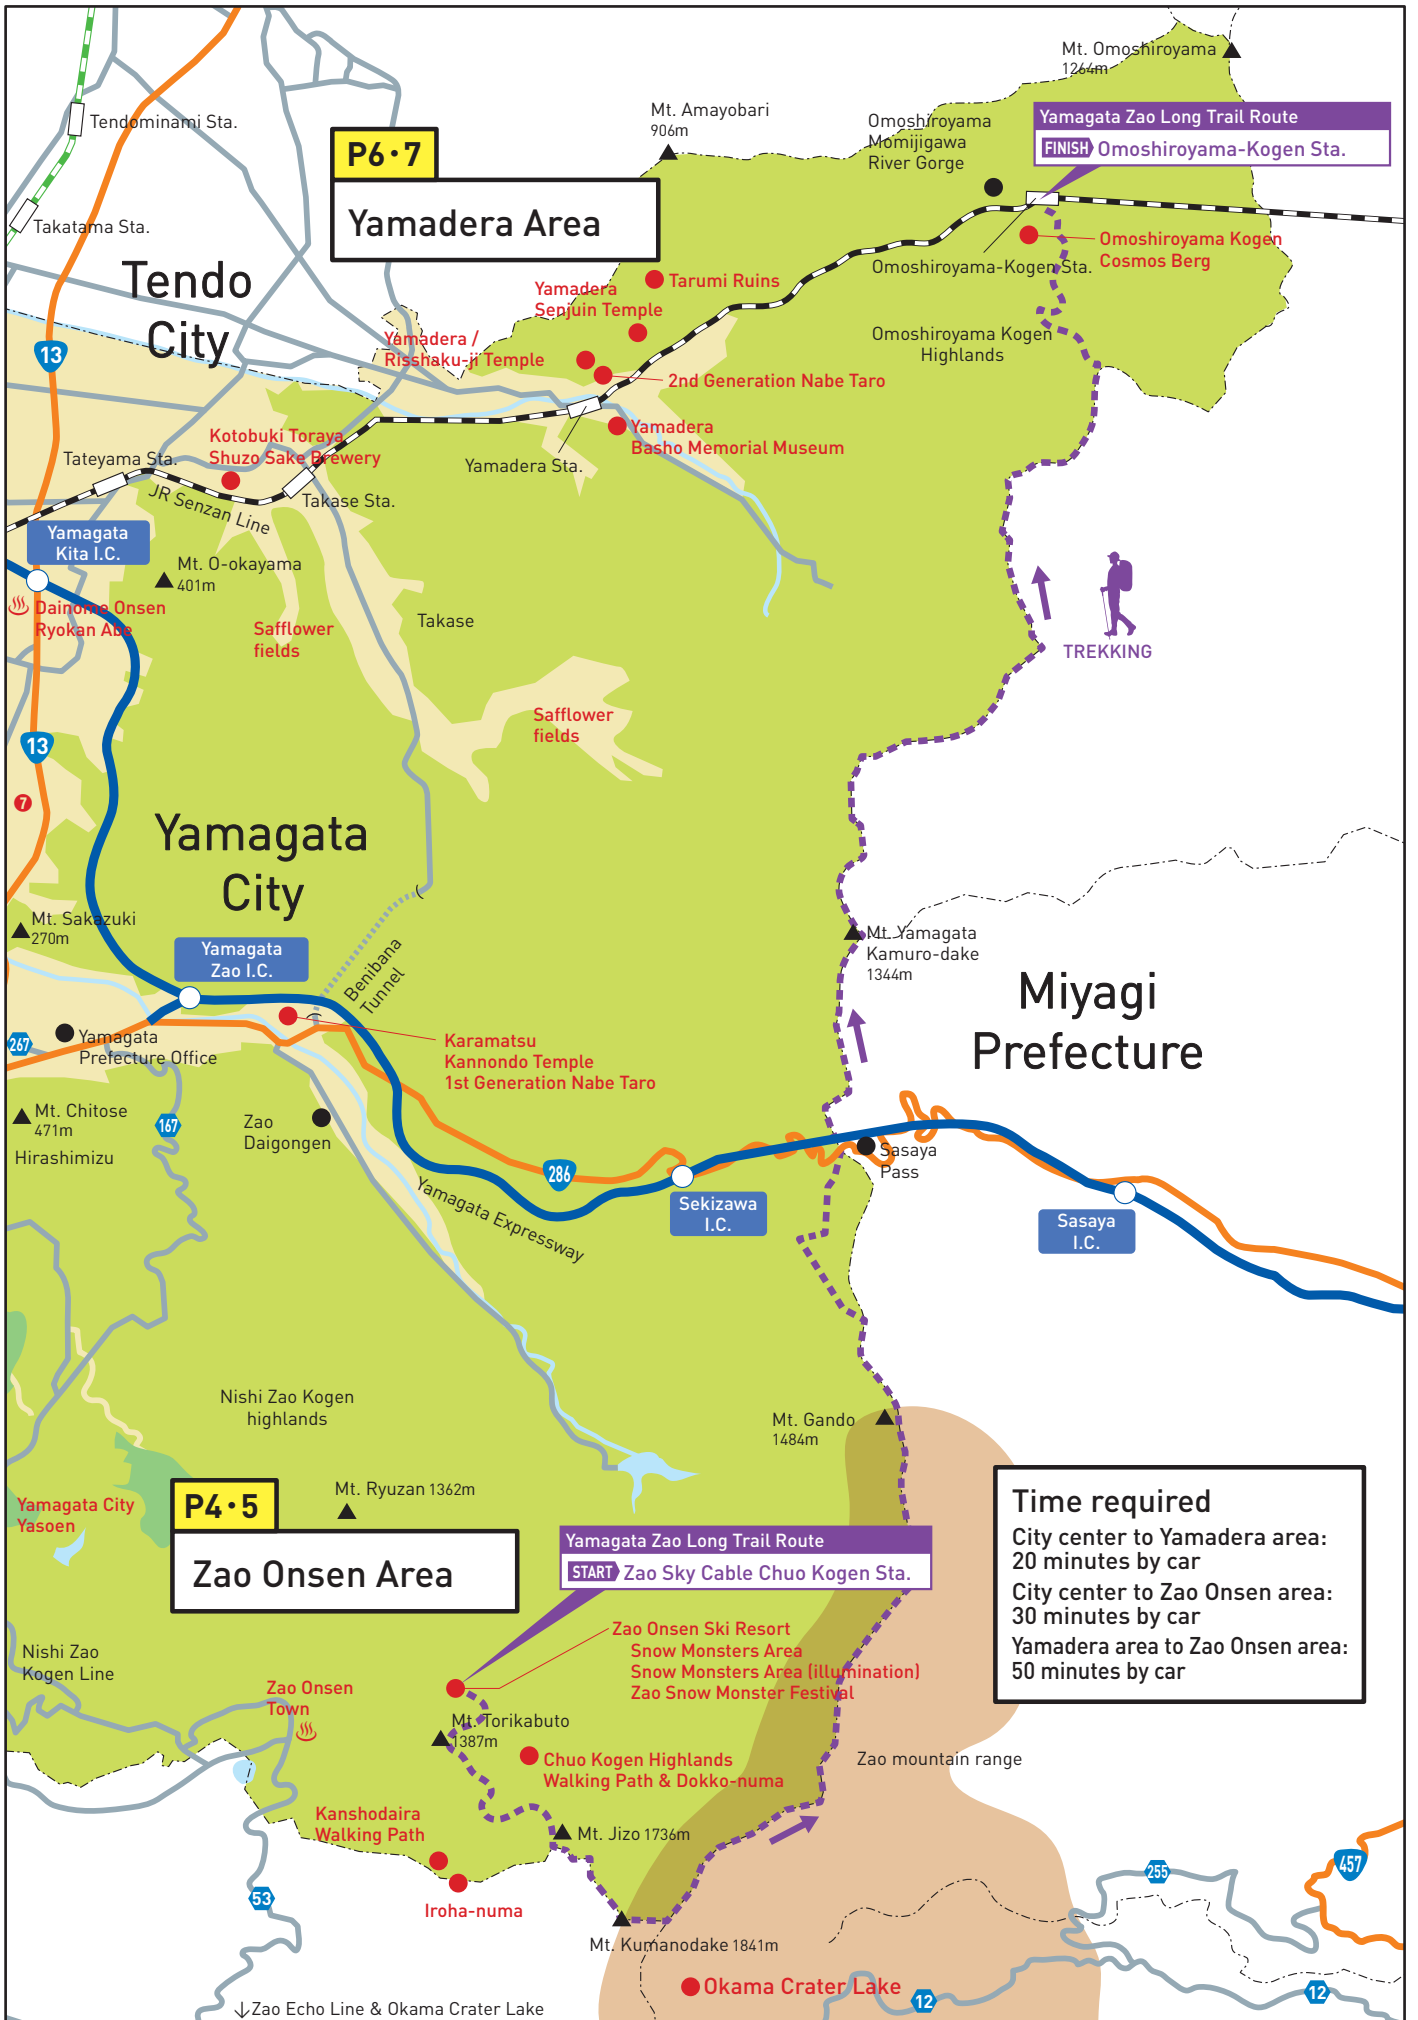 Mt. Omoshiroyama
1264m
Tendominami Sta.
Mt. Amayobari
906m
Omoshiroyama
Momijigawa
River Gorge
Yamagata Zao Long Trail Route
FINISH Omoshiroyama-Kogen Sta.
P6・7
Yamadera Area
Takatama Sta.
Omoshiroyama Kogen
Cosmos Berg
Omoshiroyama-Kogen Sta.
Tendo
City
Tarumi Ruins
Yamadera
Senjuin Temple
Omoshiroyama Kogen
Highlands
13
Yamadera /
Risshaku-ji Temple
2nd Generation Nabe Taro
Kotobuki Toraya
Shuzo Sake Brewery
Yamadera
Basho Memorial Museum
Tateyama Sta.
Yamadera Sta.
JR Senzan Line
Takase Sta.
Yamagata
Kita I.C.
Mt. O-okayama
401m
Dainome Onsen
Ryokan Abe
Safflower
fields
Takase
TREKKING
Safflower
fields
13
7
Yamagata
City
Mt. Sakazuki
270m
Yamagata
Zao I.C.
Benibana
Tunnel
Mt. Yamagata
Kamuro-dake
1344m
Miyagi
Prefecture
267
Yamagata
Prefecture Office
Karamatsu
Kannondo Temple
1st Generation Nabe Taro
Mt. Chitose
471m
167
Zao
Daigongen
Hirashimizu
286
Sasaya
Pass
Yamagata Expressway
Sekizawa
I.C.
Sasaya
I.C.
Nishi Zao Kogen
highlands
Mt. Gando
1484m
Yamagata City
Yasoen
P4・5
Zao Onsen Area
Mt. Ryuzan 1362m
Yamagata Zao Long Trail Route
START Zao Sky Cable Chuo Kogen Sta.
Time required
City center to Yamadera area:
20 minutes by car
City center to Zao Onsen area:
30 minutes by car
Yamadera area to Zao Onsen area:
50 minutes by car
Nishi Zao
Kogen Line
Zao Onsen Ski Resort
Snow Monsters Area
Snow Monsters Area (illumination)
Zao Snow Monster Festival
Zao Onsen
Town
Mt. Torikabuto
1387m
Chuo Kogen Highlands
Walking Path & Dokko-numa
Zao mountain range
Kanshodaira
Walking Path
Mt. Jizo 1736m
53
Iroha-numa
255
457
Mt. Kumanodake 1841m
Okama Crater Lake
12
12
↓Zao Echo Line & Okama Crater Lake